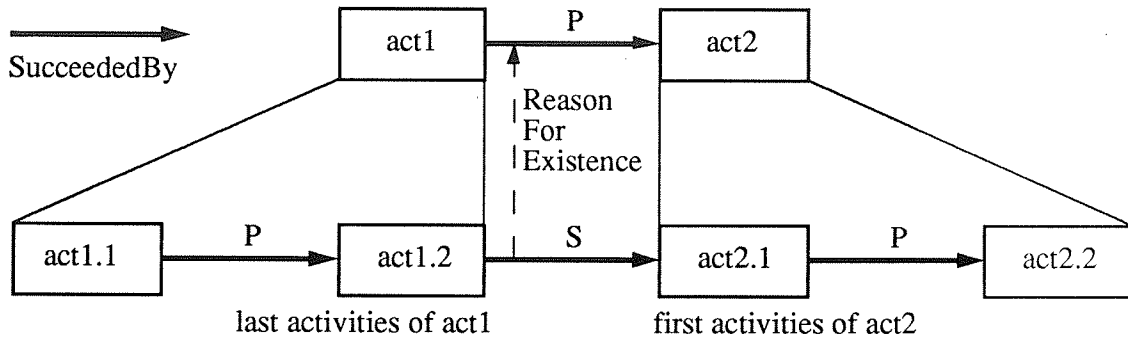 act1
P
act2
SucceededBy
Reason
For
Existence
act1.1
P
act1.2
S
act2.1
P
act2.2
last activities of act1
first activities of act2